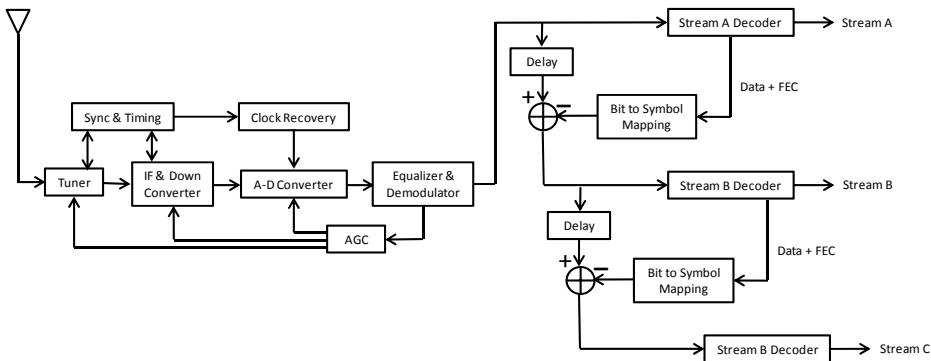 Stream A Decoder
Stream A
Delay
Data + FEC
+
−
Bit to Symbol
Mapping
Sync & Timing
Clock Recovery
Tuner
IF & Down
Converter
A-D Converter
Equalizer &
Demodulator
AGC
Stream B Decoder
Stream B
Delay
Data + FEC
+
−
Bit to Symbol
Mapping
Stream B Decoder
Stream C